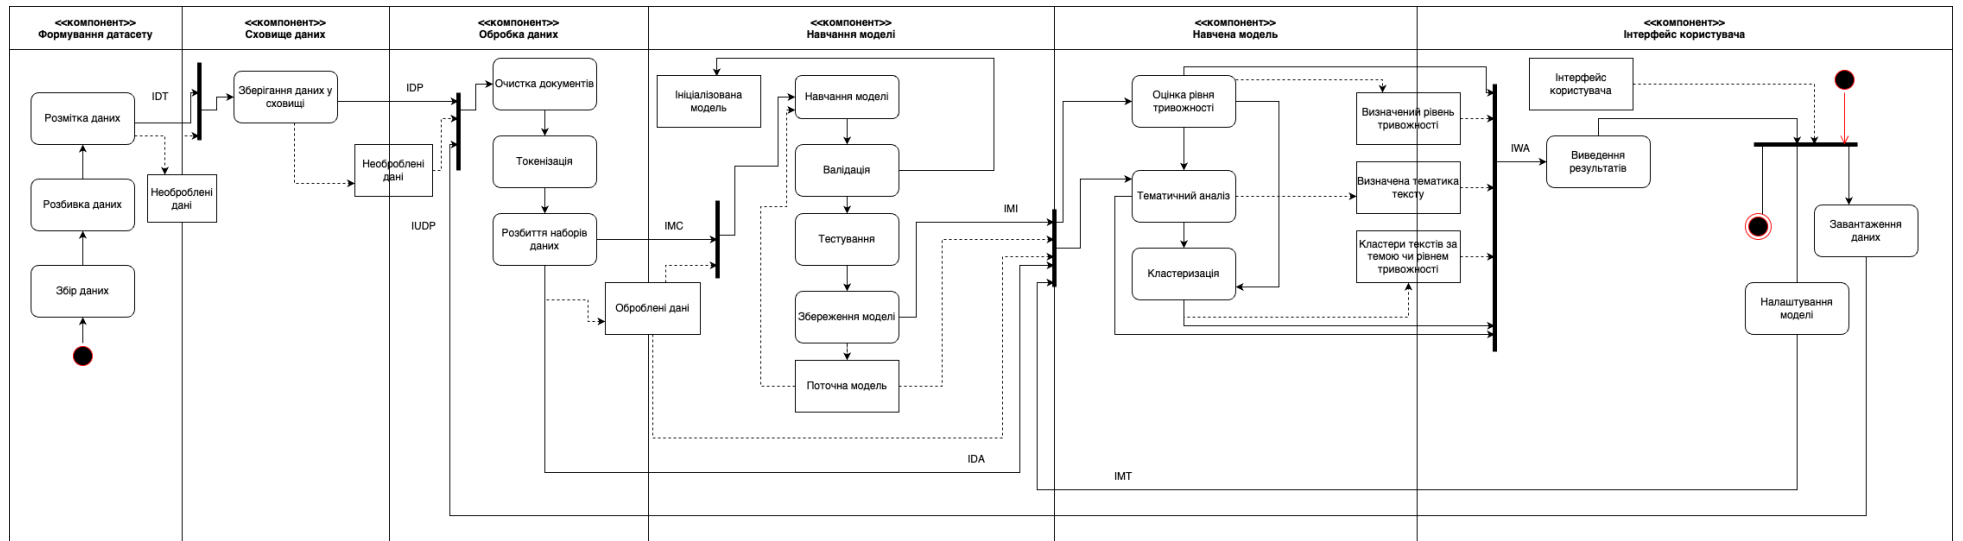 <<компонент>>
Формування датасету
<<компонент>>
Сховище даних
<<компонент>>
Обробка даних
<<компонент>>
Навчання моделі
<<компонент>>
Навчена модель
<<компонент>>
Інтерфейс користувача
Розмітка даних
Розбивка даних
Збір даних
IDT
Необроблені
дані
Зберігання даних у
сховищі
Необроблені
дані
IDP
IUDP
Очистка документів
Токенізація
Розбиття наборів
даних
Оброблені дані
IMC
Ініціалізована
модель
Навчання моделі
Валідація
Тестування
Збереження моделі
Поточна модель
IMI
IDA
IMT
Оцінка рівня
тривожності
Тематичний аналіз
Кластеризація
Визначений рівень
тривожності
Визначена тематика
тексту
Кластери текстів за
темою чи рівнем
тривожності
IWA
Інтерфейс
користувача
Виведення
результатів
Завантаження
даних
Налаштування
моделі